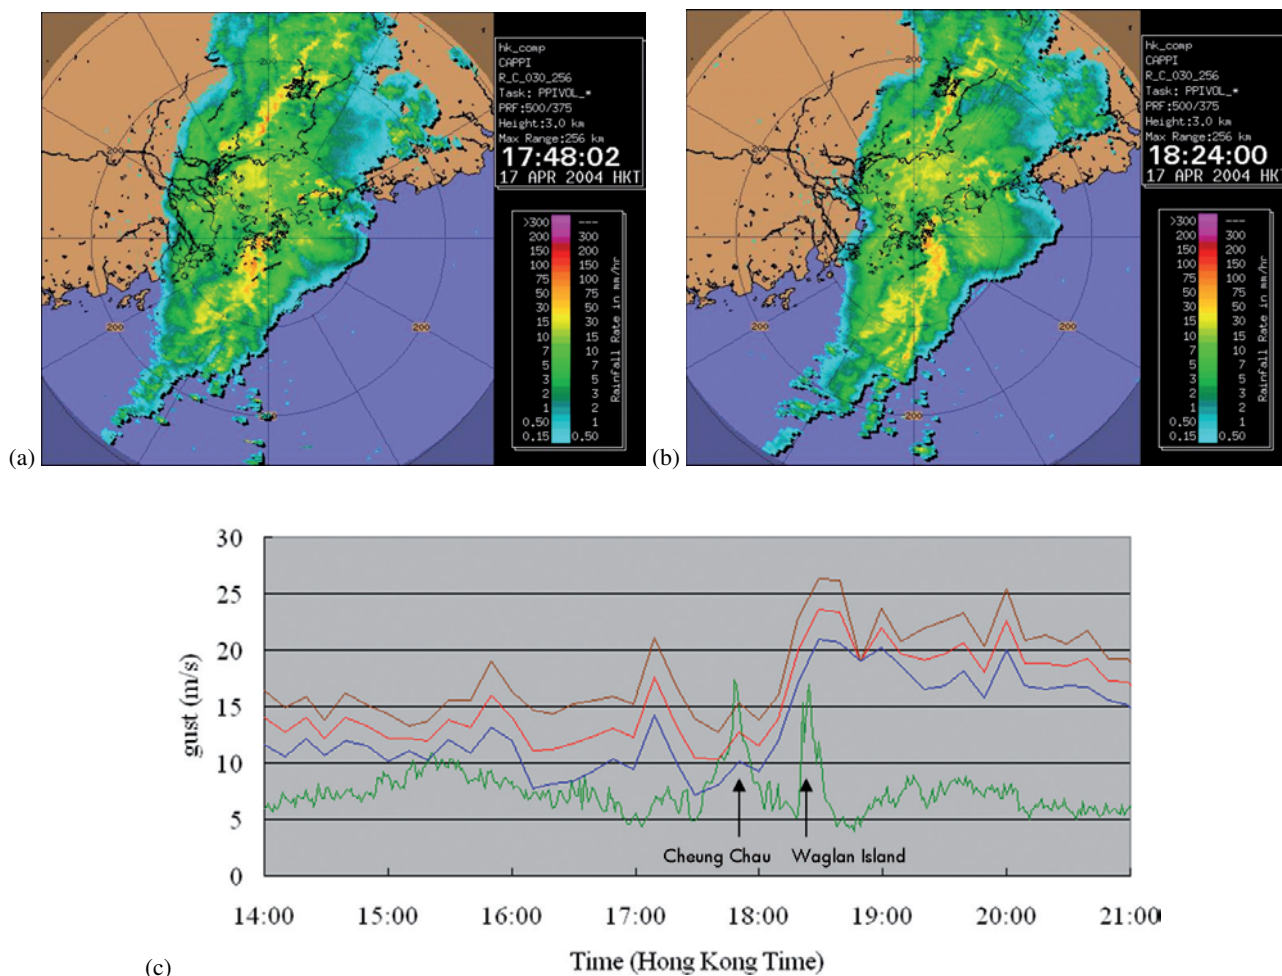 hk_comp
CAPPI
R_C_030_256
Task: PPIVOL_*
PRF:500/375
Height:3.0 km
Max Range:256 km
17:48:02
17 APR 2004 HKT
>300 ---
200 300
150 200
100 150
75 100
50 75
30 50
15 30
10 15
7 10
5 7
3 5
2 3
1 2
0.50 1
0.15 0.50
Rainfall Rate in mm/hr
200
200
200
200
200
(a)
hk_comp
CAPPI
R_C_030_256
Task: PPIVOL_*
PRF:500/375
Height:3.0 km
Max Range:256 km
18:24:00
17 APR 2004 HKT
>300 ---
200 300
150 200
100 150
75 100
50 75
30 50
15 30
10 15
7 10
5 7
3 5
2 3
1 2
0.50 1
0.15 0.50
Rainfall Rate in mm/hr
200
200
200
200
200
(b)
30
25
20
15
10
5
0
gust (m/s)
Cheung Chau
Waglan Island
14:00 15:00 16:00 17:00 18:00 19:00 20:00 21:00
Time (Hong Kong Time)
(c)